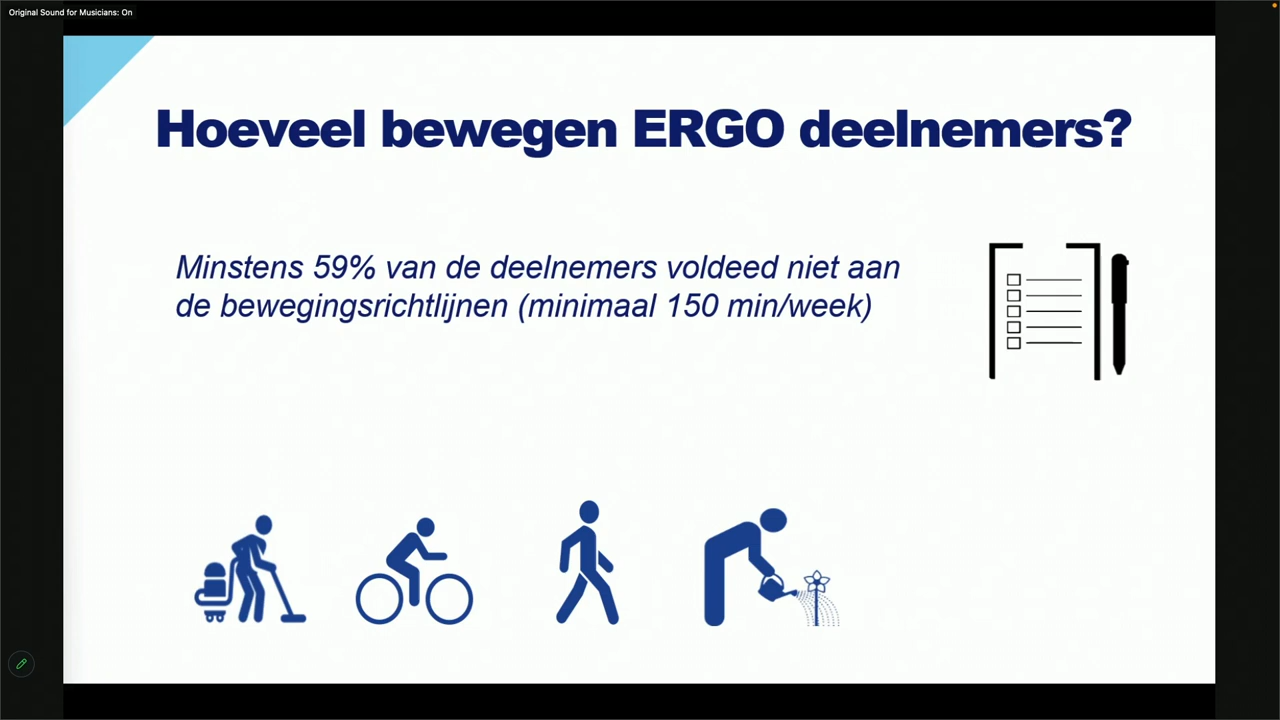 Original Sound for Musicians: On
Hoeveel bewegen ERGO deelnemers?
Minstens 59% van de deelnemers voldeed niet aan
de bewegingsrichtlijnen (minimaal 150 min/week)